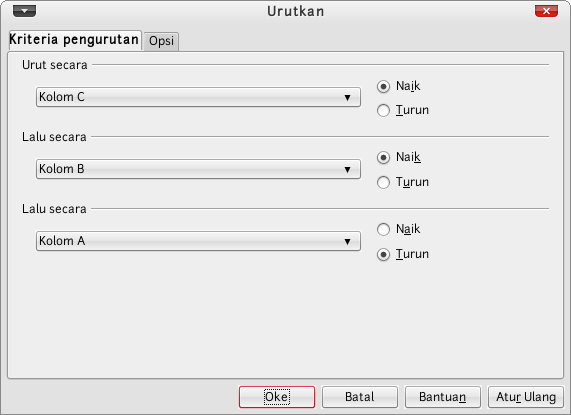 Urutkan
Kriteria pengurutan Opsi
Urut secara
Kolom C
Naik
Turun
Lalu secara
Kolom B
Naik
Turun
Lalu secara
Kolom A
Naik
Turun
Oke Batal Bantuan Atur Ulang